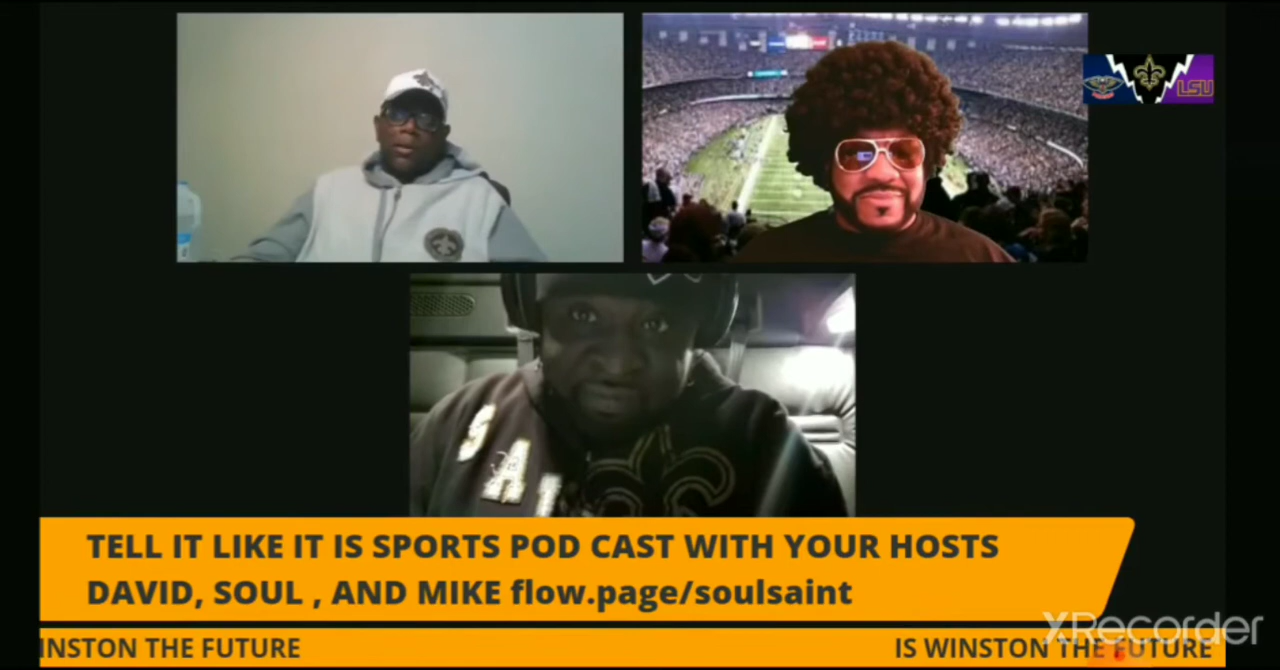 LSU
SAI
TELL IT LIKE IT IS SPORTS POD CAST WITH YOUR HOSTS
DAVID, SOUL , AND MIKE flow.page/soulsaint
INSTON THE FUTURE IS WINSTON THE FUTURE
XRecorder